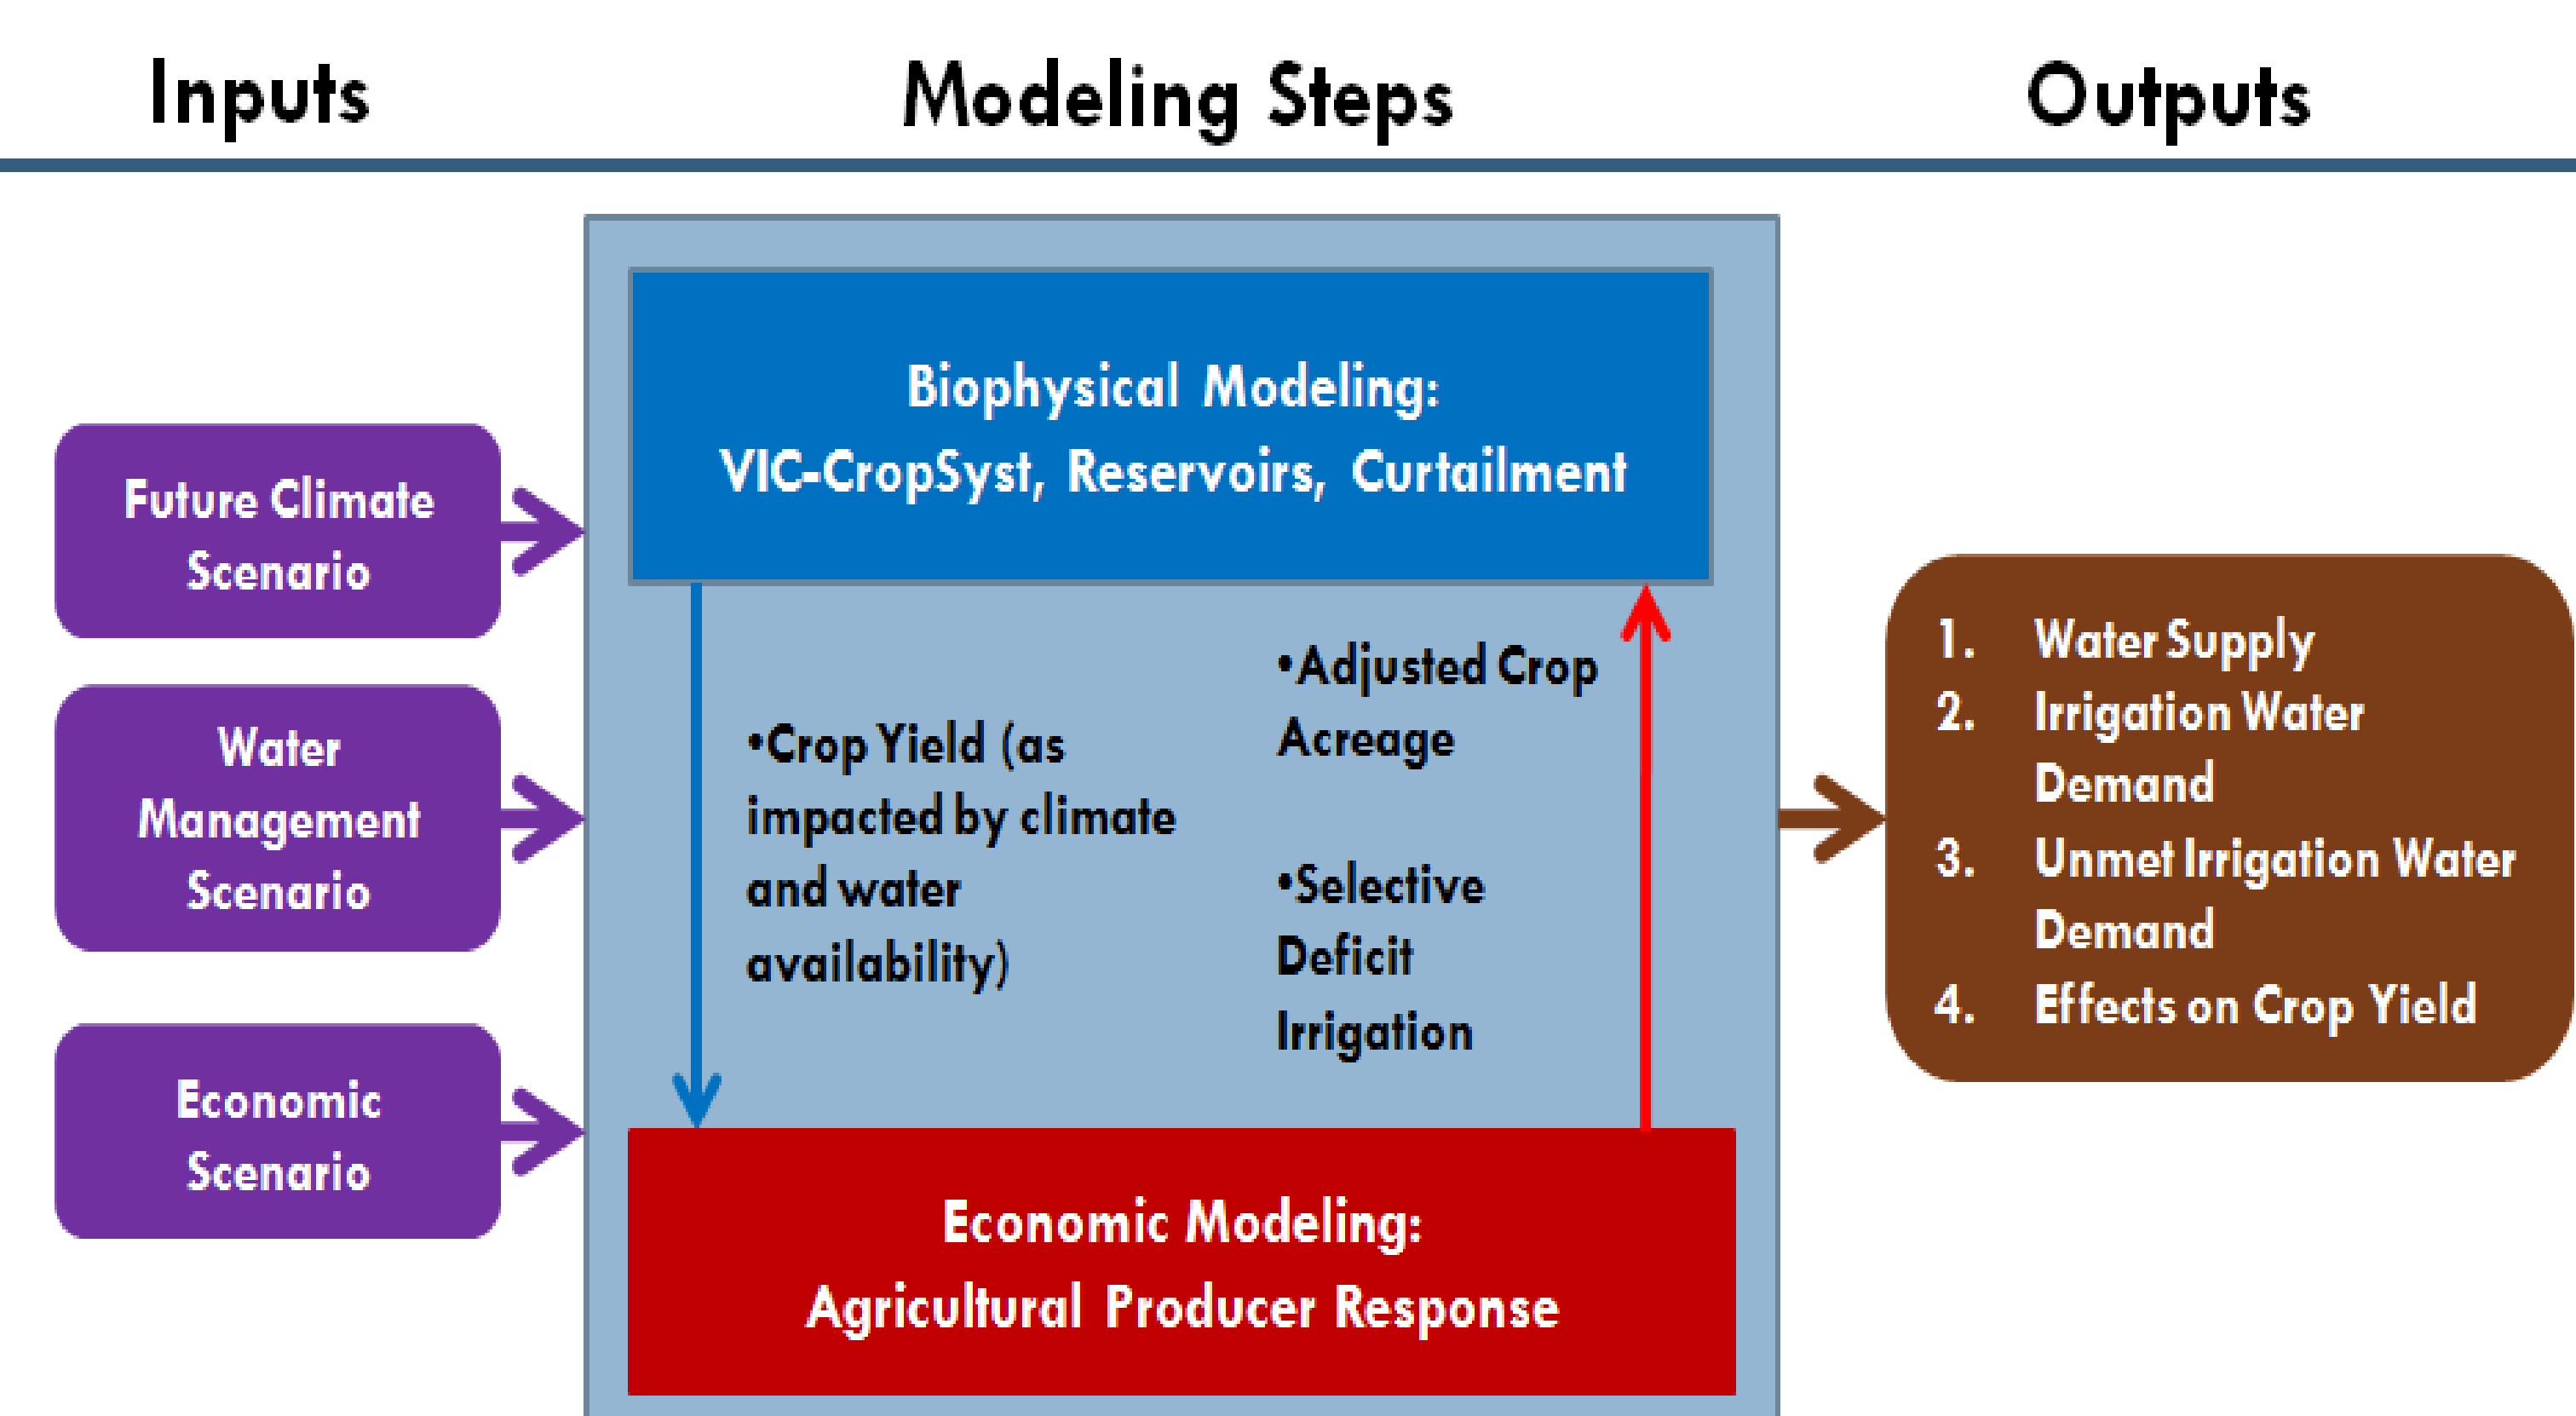 Inputs
Modeling Steps
Outputs
Future Climate
Scenario
Water
Management
Scenario
Economic
Scenario
Biophysical Modeling:
VIC-CropSyst, Reservoirs, Curtailment
•Crop Yield (as
impacted by climate
and water
availability)
•Adjusted Crop
Acreage
•Selective
Deficit
Irrigation
Economic Modeling:
Agricultural Producer Response
1. Water Supply
2. Irrigation Water
Demand
3. Unmet Irrigation Water
Demand
4. Effects on Crop Yield